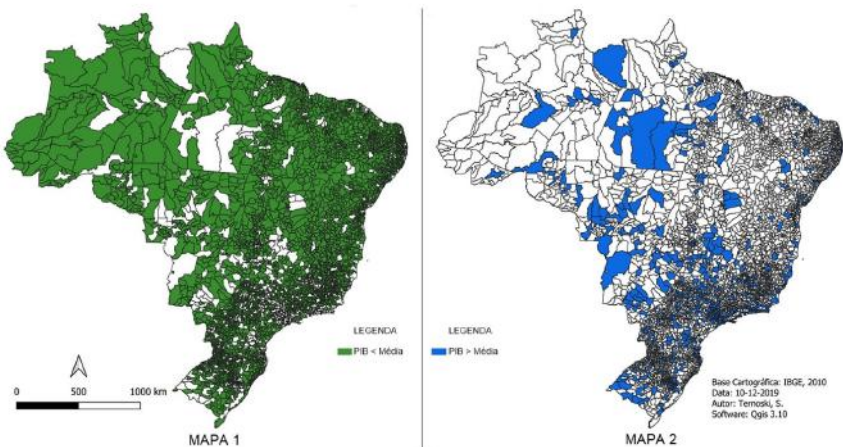 LEGENDA
PIB < Média
0 500 1000 km
MAPA 1
LEGENDA
PIB > Média
Base Cartográfica: IBGE, 2010
Data: 10-12-2019
Autor: Ternoski, S.
Software: Qgis 3.10
MAPA 2